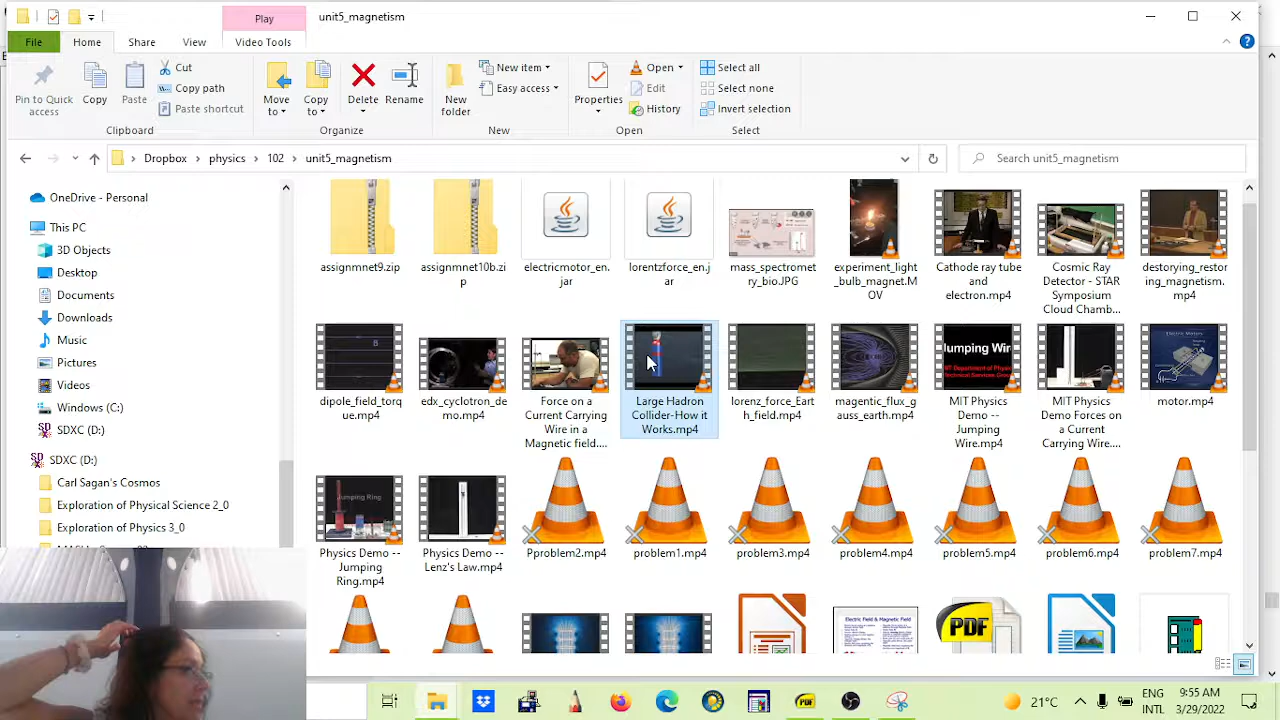 Play
unit5_magnetism
File
Home
Share
View
Video Tools
Pin to Quick
access
Copy
Paste
Cut
Copy path
Paste shortcut
Clipboard
Move
to
Copy
to
Delete
Rename
Organize
New
folder
New item
Easy access
New
Properties
Open
Edit
History
Open
Select all
Select none
Invert selection
Select
Dropbox
physics
102
unit5_magnetism
Search unit5_magnetism
OneDrive - Personal
This PC
3D Objects
Desktop
Documents
Downloads
Music
Pictures
Videos
Windows (C:)
SDXC (D:)
SDXC (D:)
Carl Sagan's Cosmos
Exploration of Physical Science 2_0
Exploration of Physics 3_0
assignmnet9.zip
assignmnet10b.zi
p
electricmotor_en.
jar
lorentzforce_en.j
ar
mass_spectromet
ry_bio.JPG
experiment_light
_bulb_magnet.M
OV
Cathode ray tube
and
electron.mp4
Cosmic Ray
Detector - STAR
Symposium
Cloud Chamb...
destorying_restor
ing_magnetism.
mp4
dipole_field_torq
ue.mp4
edx_cyclotron_de
mo.mp4
Force on a
Current Carrying
Wire in a
Magnetic field....
Large Hadron
Collider-How it
Works.mp4
lorenz_force_Eart
h_field.mp4
magentic_flux_g
auss_earth.mp4
Jumping Wir
MIT Physics
Demo --
Jumping
Wire.mp4
MIT Physics
Demo Forces on
a Current
Carrying Wire....
motor.mp4
Jumping Ring
Physics Demo --
Jumping
Ring.mp4
Physics Demo --
Lenz's Law.mp4
Pproblem2.mp4
problem1.mp4
problem3.mp4
problem4.mp4
problem5.mp4
problem6.mp4
problem7.mp4
Electric Field & Magnetic Field
PDF
PDF
21°C
ENG
INTL
9:55 AM
3/29/2022